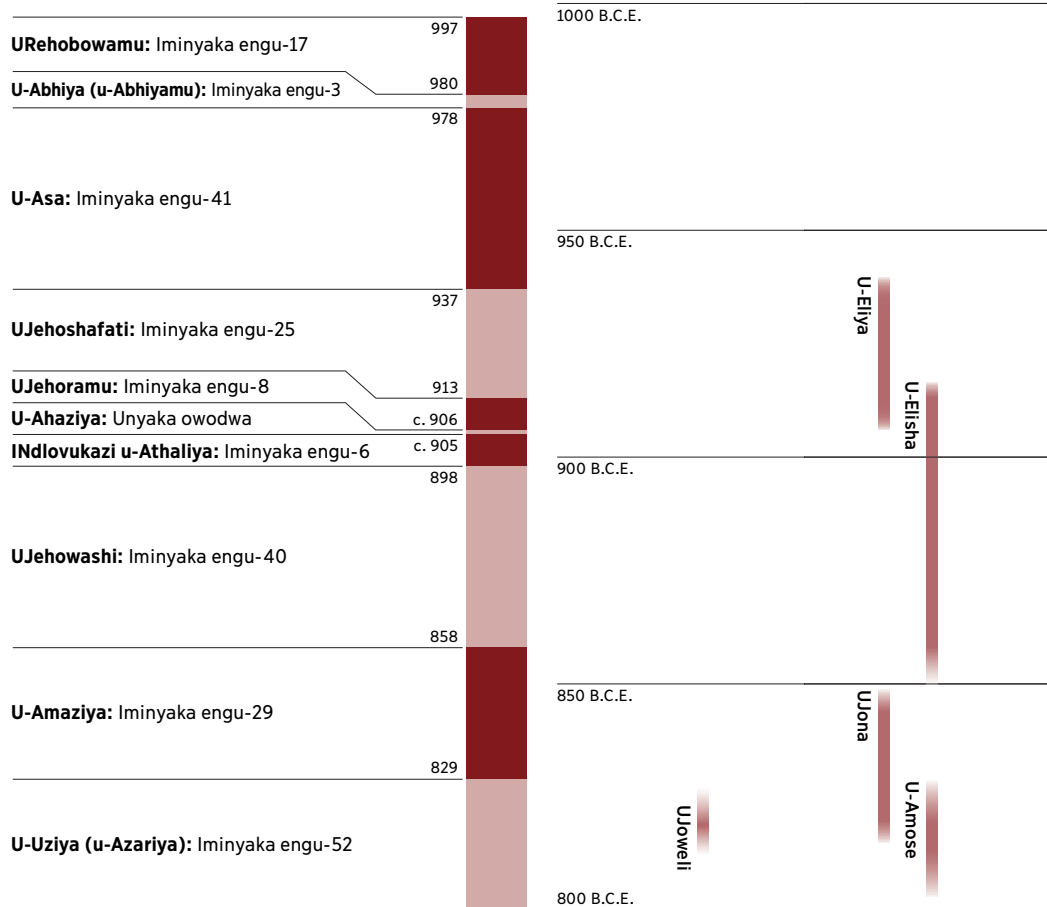 997
URehobowamu: Iminyaka engu-17
980
U-Abhiya (u-Abhiyamu): Iminyaka engu-3
978
U-Asa: Iminyaka engu-41
937
UJehoshafati: Iminyaka engu-25
913
UJehoramu: Iminyaka engu-8
c. 906
U-Ahaziya: Unyaka owodwa
c. 905
INdlovukazi u-Athaliya: Iminyaka engu-6
898
UJehowashi: Iminyaka engu-40
858
U-Amaziya: Iminyaka engu-29
829
U-Uziya (u-Azariya): Iminyaka engu-52
1000 B.C.E.
950 B.C.E.
U-Eliya
U-Elisha
900 B.C.E.
850 B.C.E.
UJona
U-Amose
UJoweli
800 B.C.E.